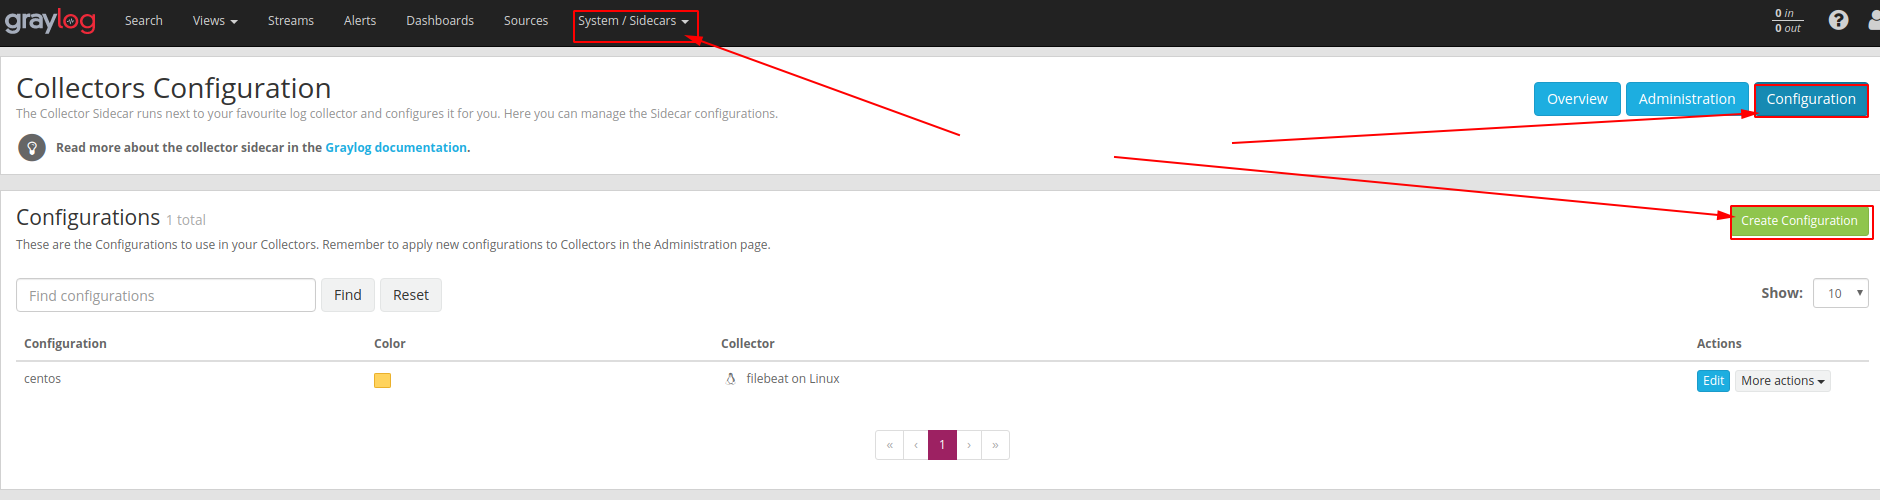 graylog Search Views Streams Alerts Dashboards Sources System / Sidecars 0 in
0 out
Collectors Configuration
The Collector Sidecar runs next to your favourite log collector and configures it for you. Here you can manage the Sidecar configurations.
Overview Administration Configuration
Read more about the collector sidecar in the Graylog documentation.
Configurations 1 total
Create Configuration
These are the Configurations to use in your Collectors. Remember to apply new configurations to Collectors in the Administration page.
Find configurations Find Reset Show: 10
Configuration Color Collector Actions
centos filebeat on Linux Edit More actions
« ‹ 1 › »